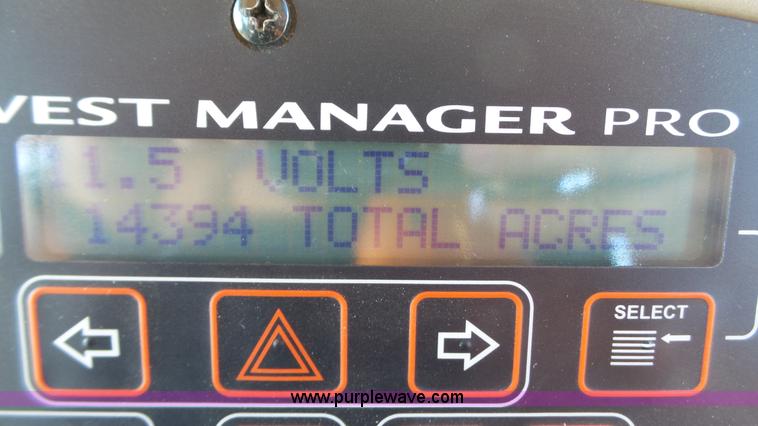 VEST MANAGER PRO
11.5 VOLTS
14394 TOTAL ACRES
SELECT
www.purplewave.com